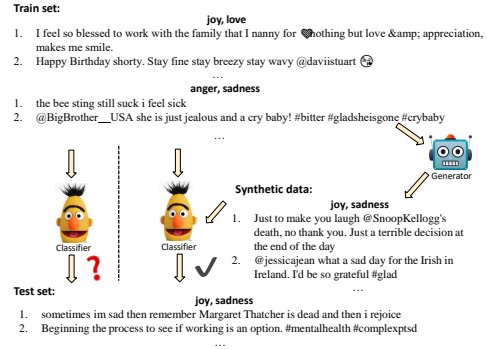 Train set:
joy, love
1. I feel so blessed to work with the family that I nanny for 💜nothing but love &amp; appreciation,
makes me smile.
2. Happy Birthday shorty. Stay fine stay breezy stay wavy @daviistuart 😘
…
anger, sadness
1. the bee sting still suck i feel sick
2. @BigBrother__USA she is just jealous and a cry baby! #bitter #gladsheisgone #crybaby
…
Generator
Synthetic data:
joy, sadness
1. Just to make you laugh @SnoopKellogg's
death, no thank you. Just a terrible decision at
the end of the day
2. @jessicajean what a sad day for the Irish in
Ireland. I'd be so grateful #glad
…
Classifier
Classifier
❓
Test set:
joy, sadness
1. sometimes im sad then remember Margaret Thatcher is dead and then i rejoice
2. Beginning the process to see if working is an option. #mentalhealth #complexptsd
…